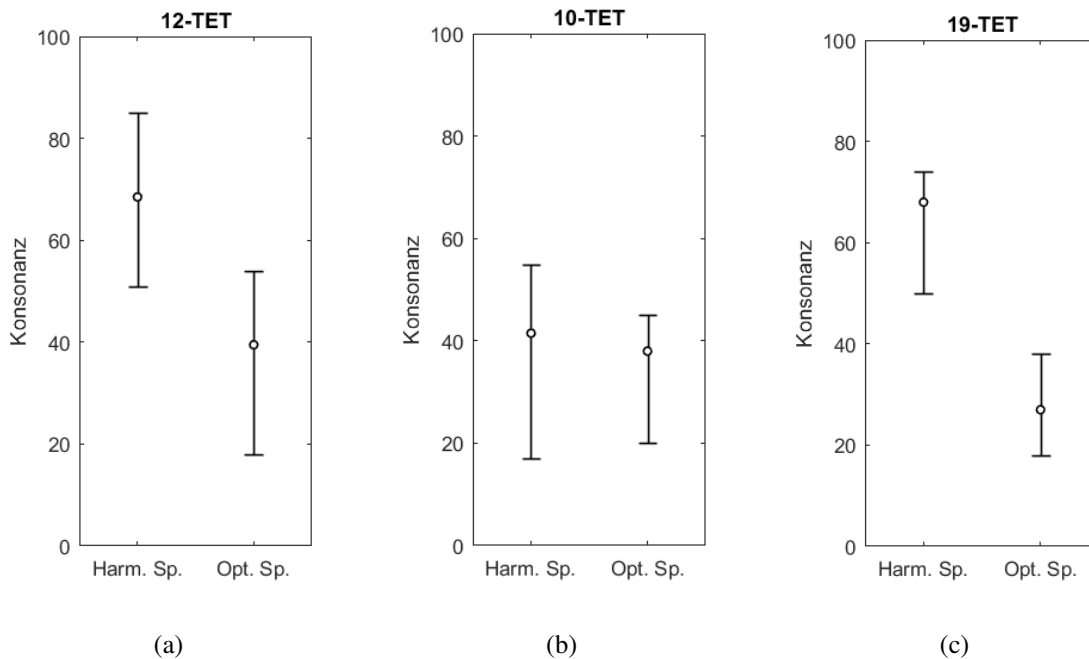 12-TET
100
80
60
40
20
0
Konsonanz
Harm. Sp. Opt. Sp.
(a)
10-TET
100
80
60
40
20
0
Konsonanz
Harm. Sp. Opt. Sp.
(b)
19-TET
100
80
60
40
20
0
Konsonanz
Harm. Sp. Opt. Sp.
(c)